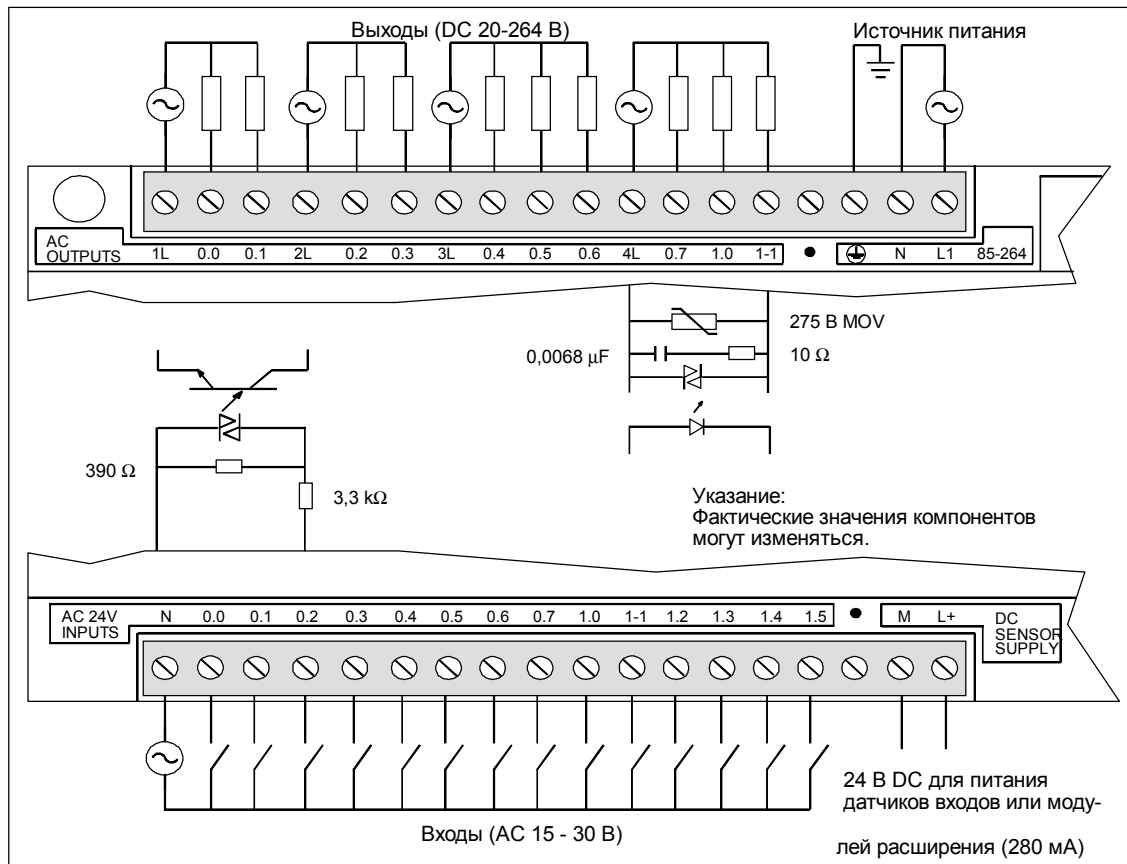 Выходы (DC 20-264 В)
Источник питания
AC
OUTPUTS
1L 0.0 0.1 2L 0.2 0.3 3L 0.4 0.5 0.6 4L 0.7 1.0 1-1 N L1 85-264
275 В MOV
0,0068 µF
10 Ω
390 Ω
3,3 kΩ
Указание:
Фактические значения компонентов
могут изменяться.
AC 24V
INPUTS
N 0.0 0.1 0.2 0.3 0.4 0.5 0.6 0.7 1.0 1-1 1.2 1.3 1.4 1.5 M L+
DC
SENSOR
SUPPLY
24 В DC для питания
датчиков входов или моду-
лей расширения (280 мА)
Входы (AC 15 - 30 В)